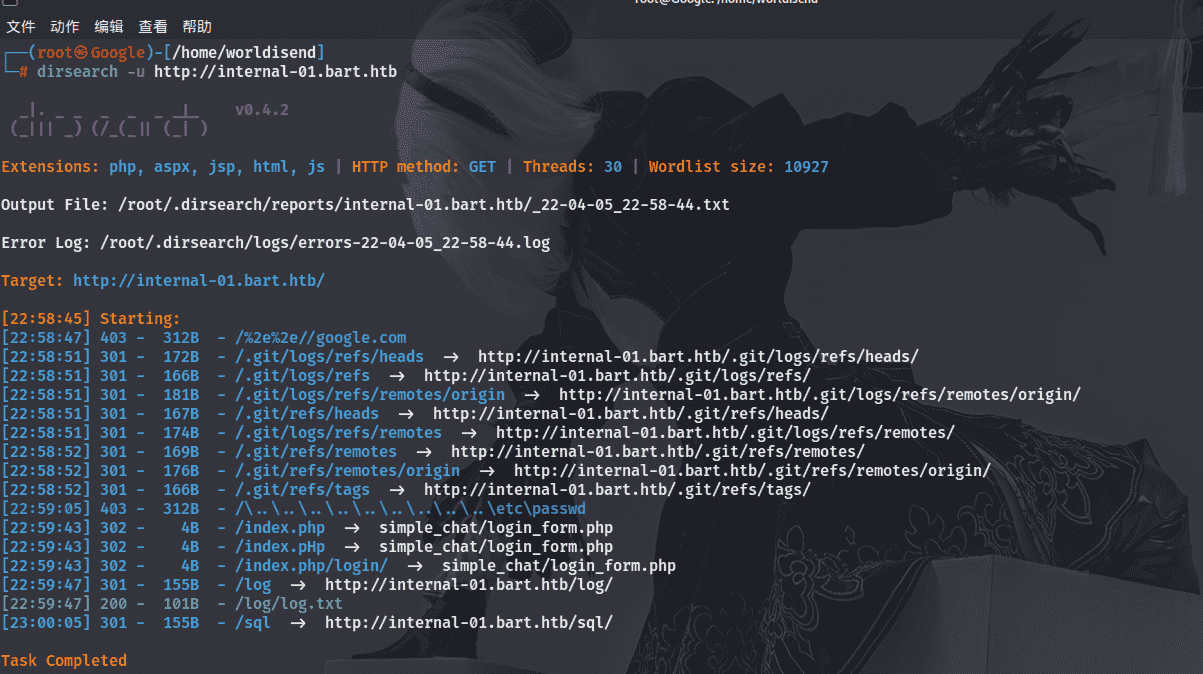 root@Google: /home/worldisend
文件 动作 编辑 查看 帮助
┌──(root㉿Google)-[/home/worldisend]
└─# dirsearch -u http://internal-01.bart.htb
v0.4.2
Extensions: php, aspx, jsp, html, js | HTTP method: GET | Threads: 30 | Wordlist size: 10927
Output File: /root/.dirsearch/reports/internal-01.bart.htb/_22-04-05_22-58-44.txt
Error Log: /root/.dirsearch/logs/errors-22-04-05_22-58-44.log
Target: http://internal-01.bart.htb/
[22:58:45] Starting:
[22:58:47] 403 -  312B  - /%2e%2e//google.com
[22:58:51] 301 -  172B  - /.git/logs/refs/heads  →  http://internal-01.bart.htb/.git/logs/refs/heads/
[22:58:51] 301 -  166B  - /.git/logs/refs  →  http://internal-01.bart.htb/.git/logs/refs/
[22:58:51] 301 -  181B  - /.git/logs/refs/remotes/origin  →  http://internal-01.bart.htb/.git/logs/refs/remotes/origin/
[22:58:51] 301 -  167B  - /.git/refs/heads  →  http://internal-01.bart.htb/.git/refs/heads/
[22:58:51] 301 -  174B  - /.git/logs/refs/remotes  →  http://internal-01.bart.htb/.git/logs/refs/remotes/
[22:58:52] 301 -  169B  - /.git/refs/remotes  →  http://internal-01.bart.htb/.git/refs/remotes/
[22:58:52] 301 -  176B  - /.git/refs/remotes/origin  →  http://internal-01.bart.htb/.git/refs/remotes/origin/
[22:58:52] 301 -  166B  - /.git/refs/tags  →  http://internal-01.bart.htb/.git/refs/tags/
[22:59:05] 403 -  312B  - /\..\..\..\..\..\..\..\..\..\etc\passwd
[22:59:43] 302 -    4B  - /index.php  →  simple_chat/login_form.php
[22:59:43] 302 -    4B  - /index.pHp  →  simple_chat/login_form.php
[22:59:43] 302 -    4B  - /index.php/login/  →  simple_chat/login_form.php
[22:59:47] 301 -  155B  - /log  →  http://internal-01.bart.htb/log/
[22:59:47] 200 -  101B  - /log/log.txt
[23:00:05] 301 -  155B  - /sql  →  http://internal-01.bart.htb/sql/
Task Completed